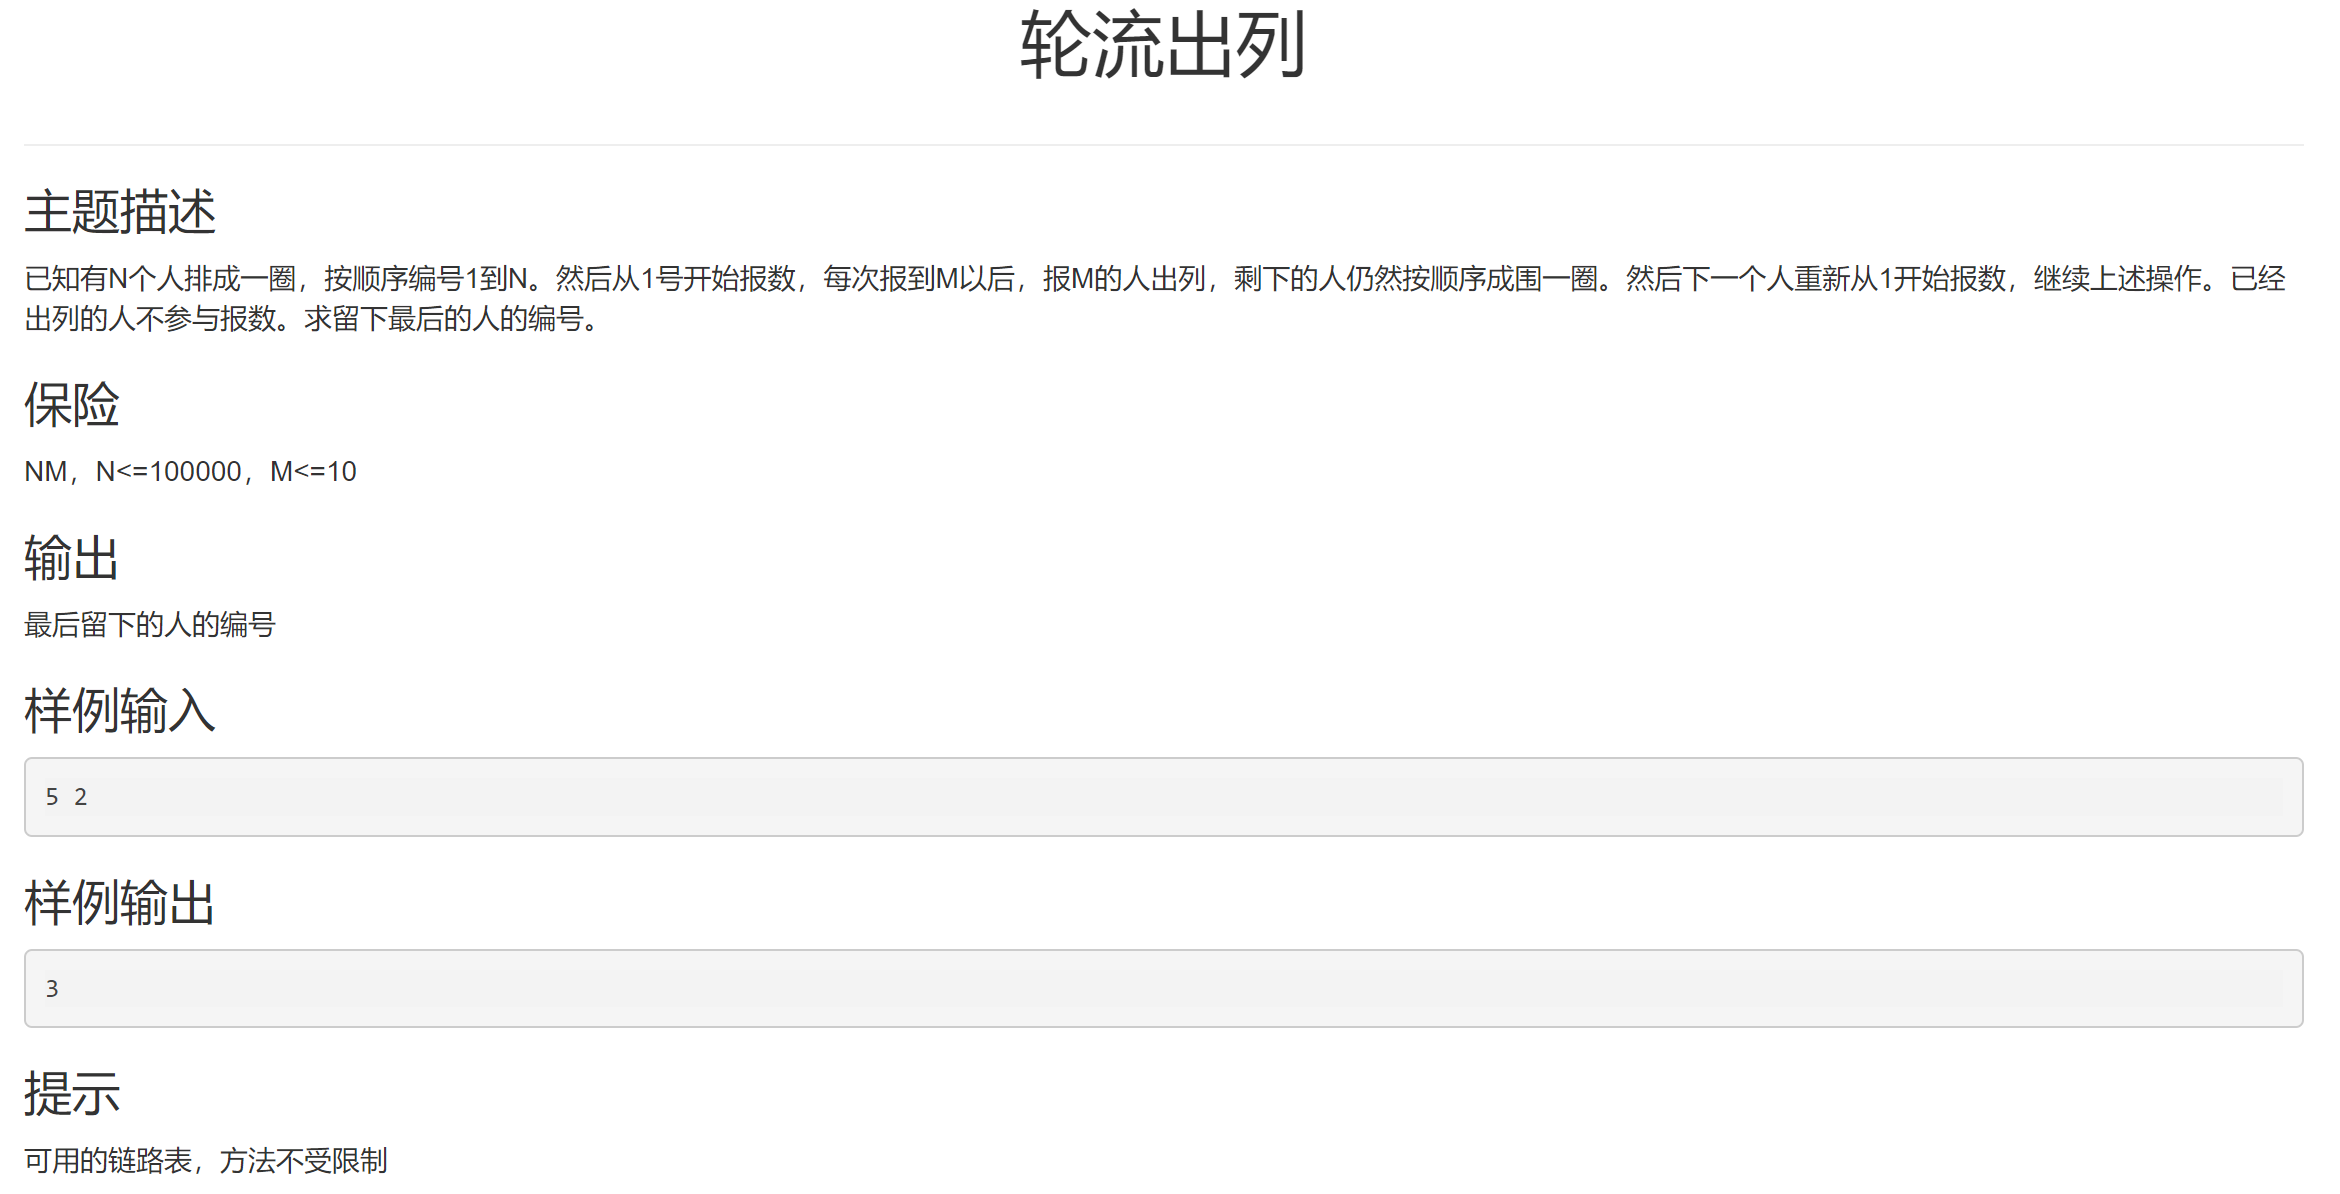 轮流出列
主题描述
已知有N个人排成一圈，按顺序编号1到N。然后从1号开始报数，每次报到M以后，报M的人出列，剩下的人仍然按顺序成围一圈。然后下一个人重新从1开始报数，继续上述操作。已经
出列的人不参与报数。求留下最后的人的编号。
保险
NM，N<=100000，M<=10
输出
最后留下的人的编号
样例输入
5 2
样例输出
3
提示
可用的链路表，方法不受限制